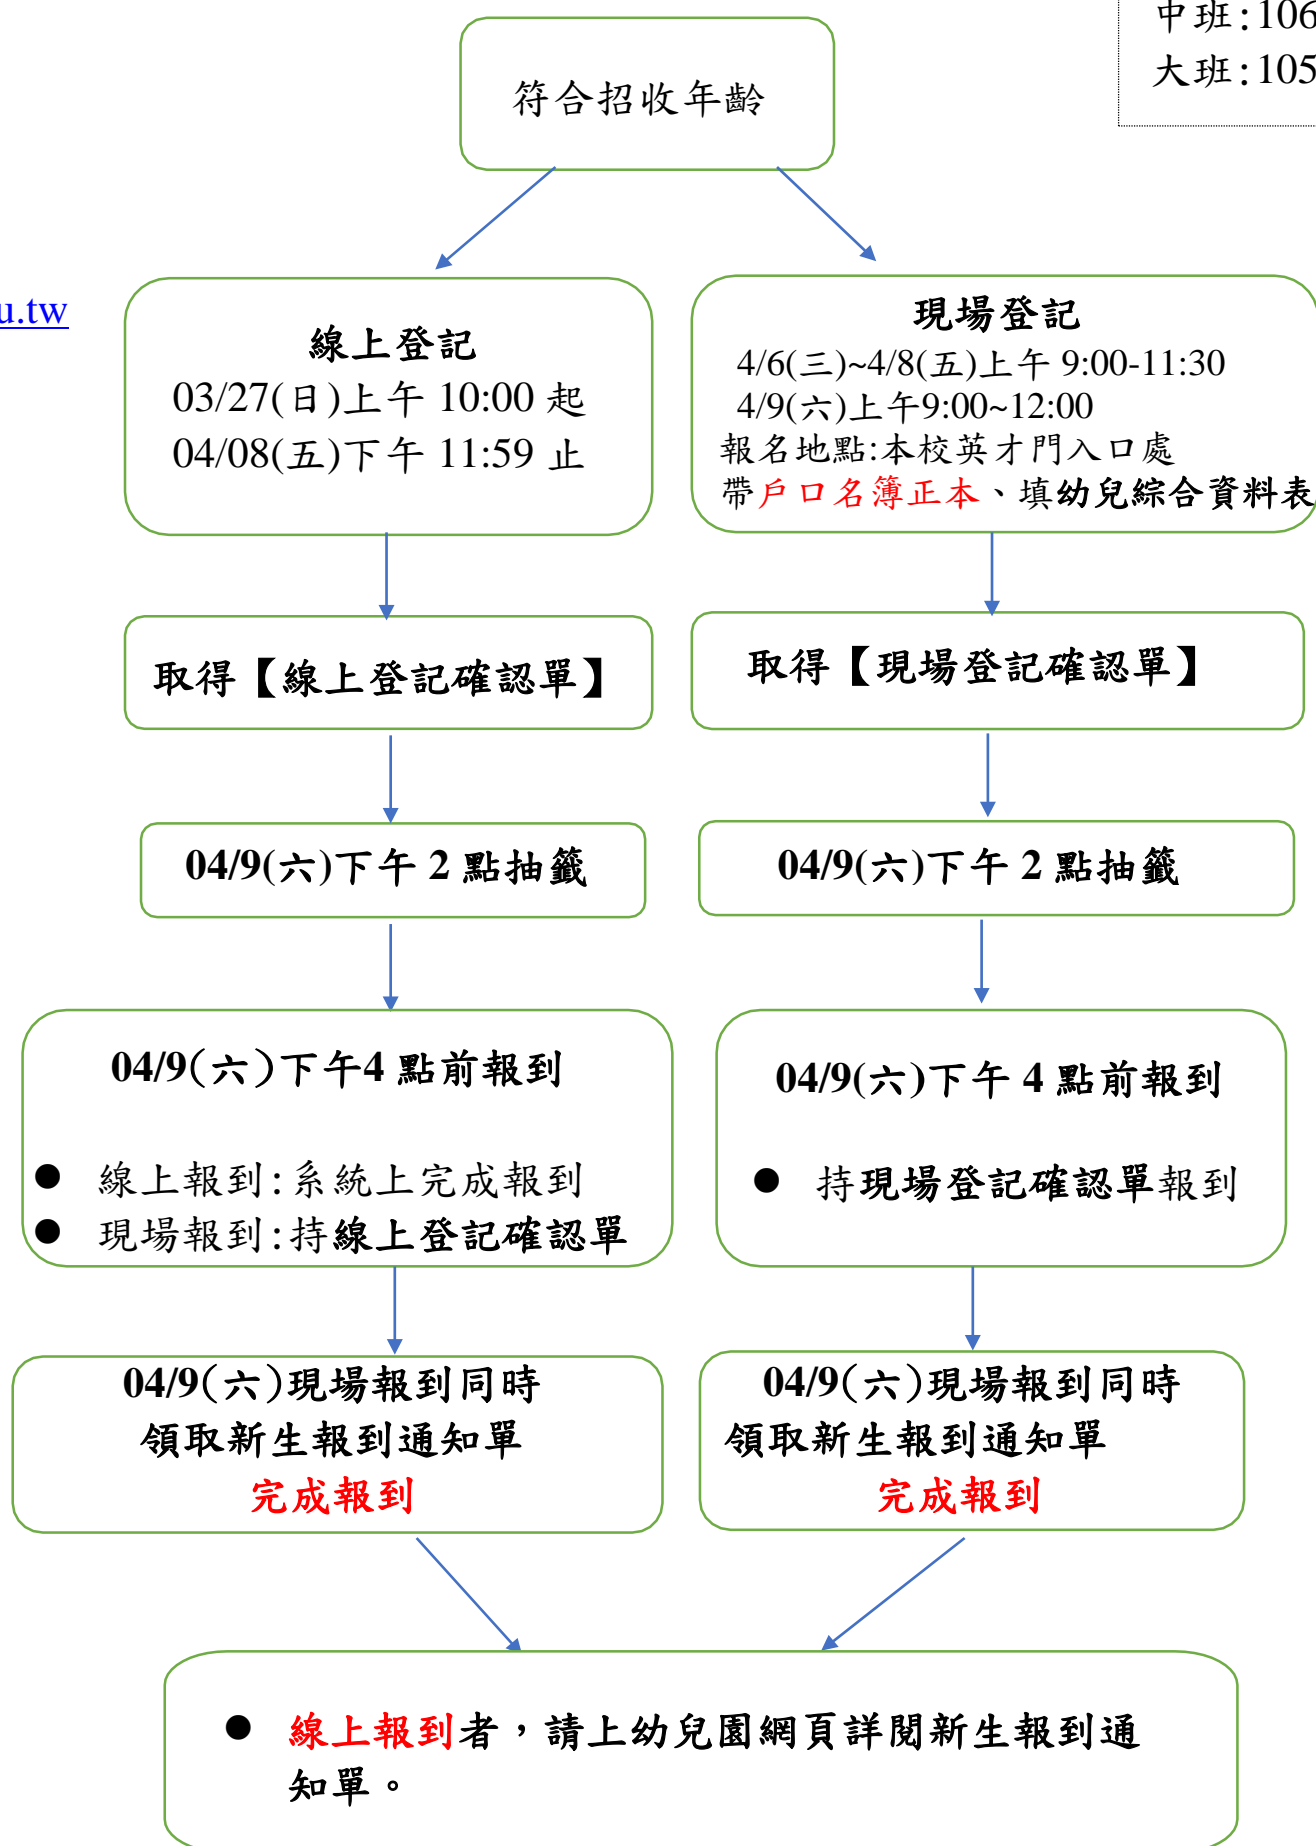 中班:106
大班:105
符合招收年齡
u.tw
線上登記
03/27(日)上午 10:00 起
04/08(五)下午 11:59 止
現場登記
4/6(三)~4/8(五)上午 9:00-11:30
4/9(六)上午9:00~12:00
報名地點:本校英才門入口處
帶戶口名簿正本、填幼兒綜合資料表
取得【線上登記確認單】
取得【現場登記確認單】
04/9(六)下午 2 點抽籤
04/9(六)下午 2 點抽籤
04/9(六)下午4 點前報到
● 線上報到:系統上完成報到
● 現場報到:持線上登記確認單
04/9(六)下午 4 點前報到
● 持現場登記確認單報到
04/9(六)現場報到同時
領取新生報到通知單
完成報到
04/9(六)現場報到同時
領取新生報到通知單
完成報到
● 線上報到者，請上幼兒園網頁詳閱新生報到通
知單。